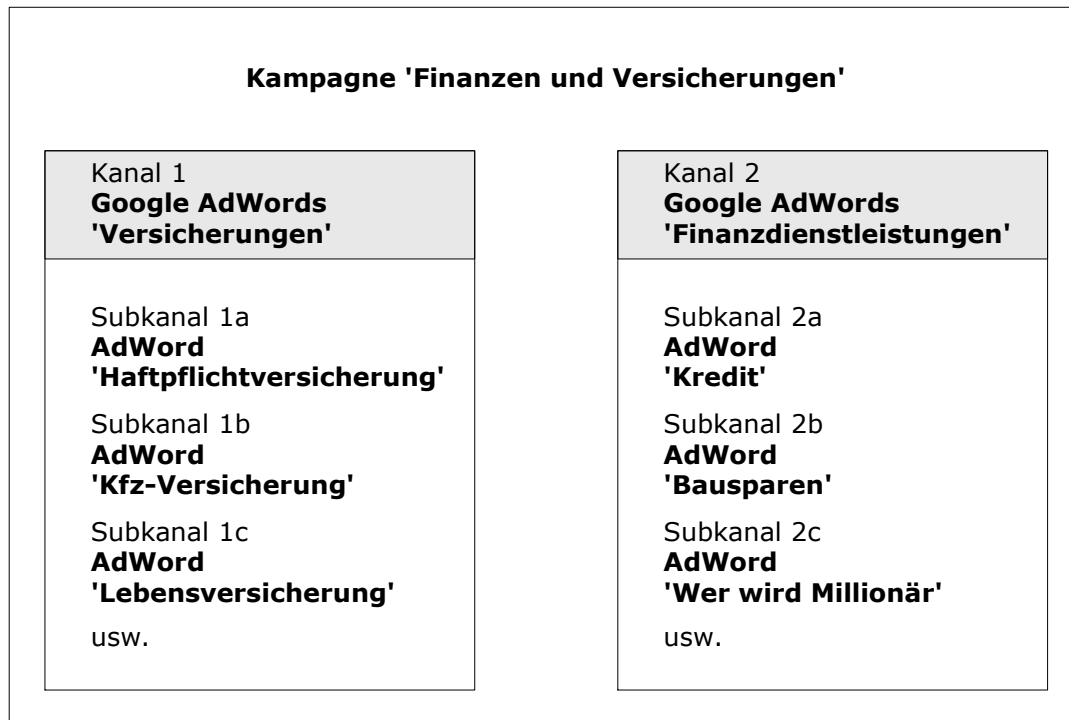 Kampagne 'Finanzen und Versicherungen'
Kanal 1
Google AdWords
'Versicherungen'
Subkanal 1a
AdWord
'Haftpflichtversicherung'
Subkanal 1b
AdWord
'Kfz-Versicherung'
Subkanal 1c
AdWord
'Lebensversicherung'
usw.
Kanal 2
Google AdWords
'Finanzdienstleistungen'
Subkanal 2a
AdWord
'Kredit'
Subkanal 2b
AdWord
'Bausparen'
Subkanal 2c
AdWord
'Wer wird Millionär'
usw.